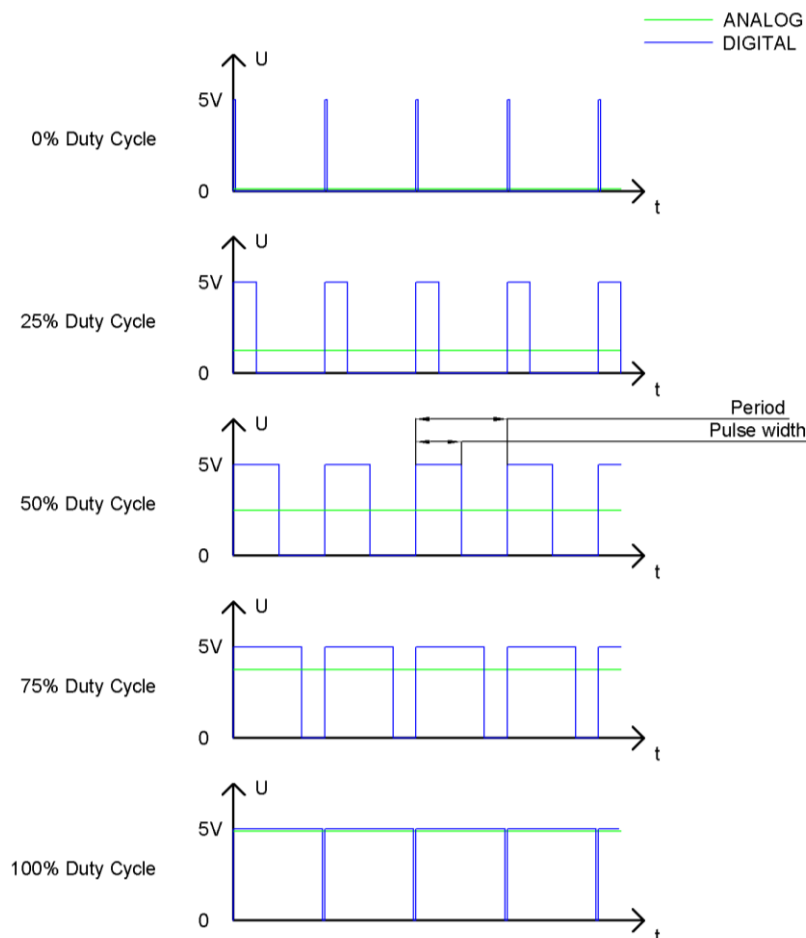 ANALOG
DIGITAL
U
5V
0% Duty Cycle
0
t
U
5V
25% Duty Cycle
0
t
Period
Pulse width
U
5V
50% Duty Cycle
0
t
U
5V
75% Duty Cycle
0
t
U
5V
100% Duty Cycle
0
t